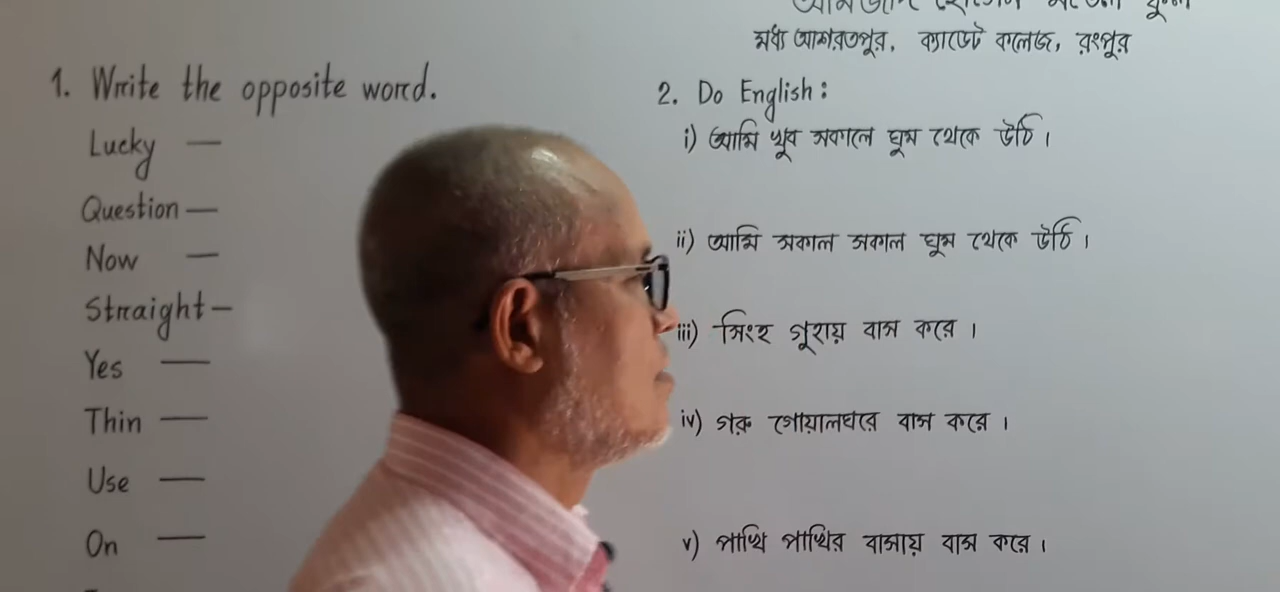 মধ্য আশরতপুর, ক্যাডেট কলেজ, রংপুর
1. Write the opposite word.
Lucky —
Question —
Now —
Straight —
Yes —
Thin —
Use —
On —
2. Do English:
i) আমি খুব সকালে ঘুম থেকে উঠি।
ii) আমি সকাল সকাল ঘুম থেকে উঠি।
iii) সিংহ গূহায় বাস করে।
iv) গরু গোয়ালঘরে বাস করে।
v) পাখি পাখির বাসায় বাস করে।